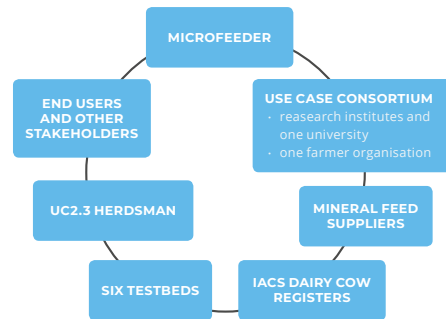 MICROFEEDER
USE CASE CONSORTIUM
· reasearch institutes and
one university
· one farmer organisation
MINERAL FEED
SUPPLIERS
IACS DAIRY COW
REGISTERS
SIX TESTBEDS
UC2.3 HERDSMAN
END USERS
AND OTHER
STAKEHOLDERS